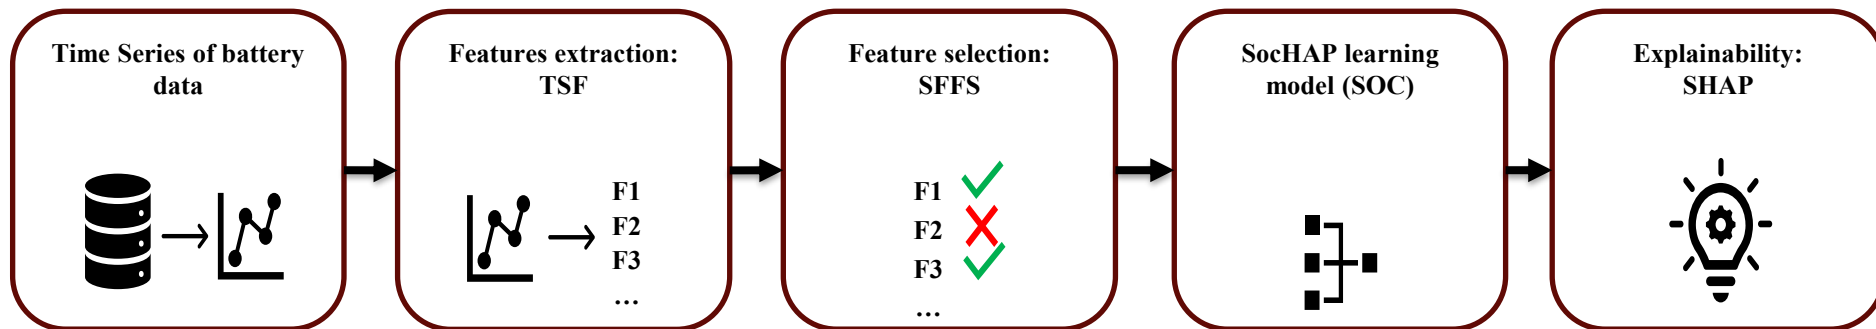 Time Series of battery
data
Features extraction:
TSF
F1
F2
F3
...
Feature selection:
SFFS
F1
F2
F3
...
SocHAP learning
model (SOC)
Explainability:
SHAP